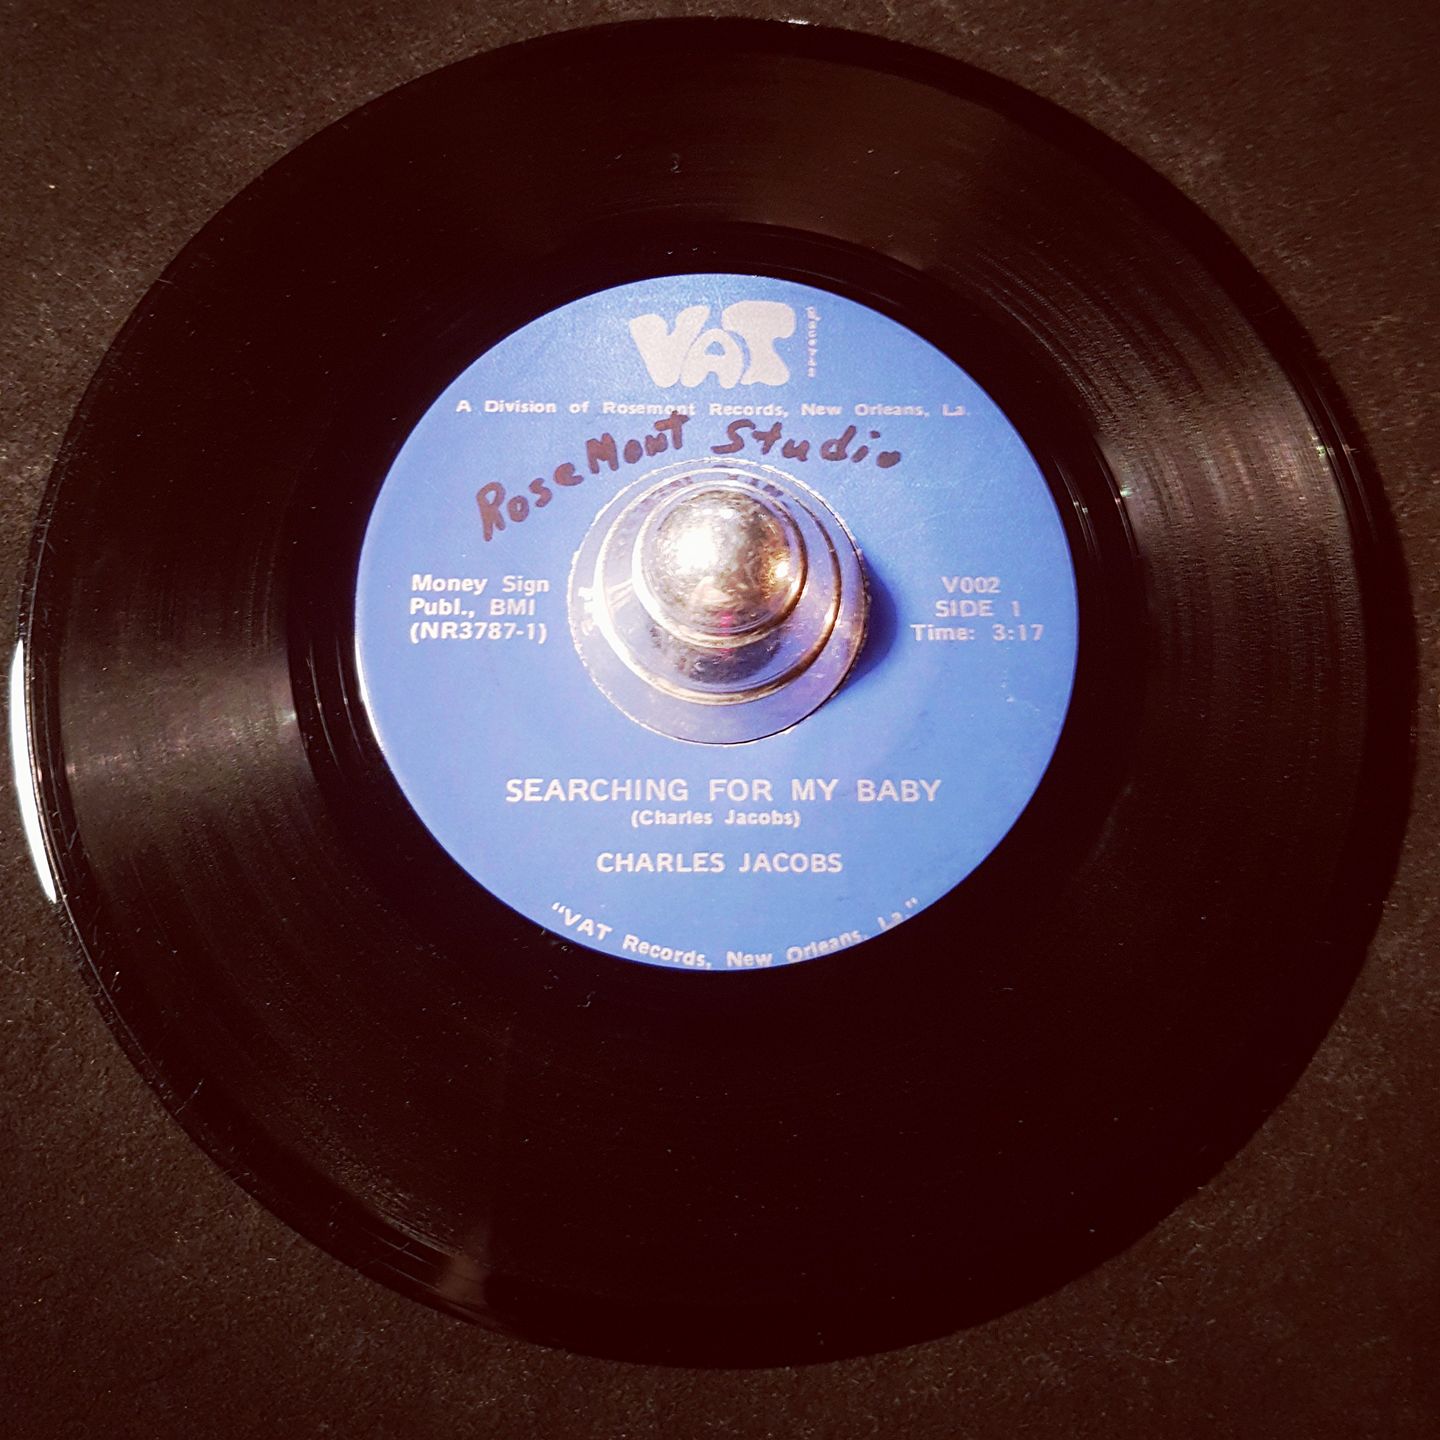 VAT
Records
A Division of Rosemont Records, New Orleans, La.
RoseMont Studio
Money Sign
Publ., BMI
(NR3787-1)
V002
SIDE 1
Time: 3:17
SEARCHING FOR MY BABY
(Charles Jacobs)
CHARLES JACOBS
"VAT Records, New Orleans, La."